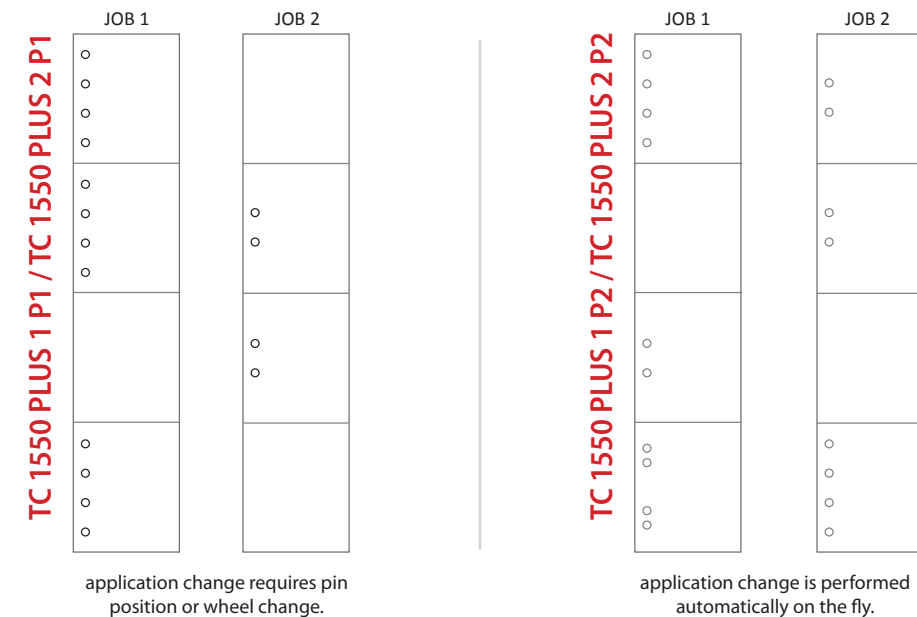 JOB 1
JOB 2
TC 1550 PLUS 1 P1 / TC 1550 PLUS 2 P1
application change requires pin
position or wheel change.
JOB 1
JOB 2
TC 1550 PLUS 1 P2 / TC 1550 PLUS 2 P2
application change is performed
automatically on the fly.